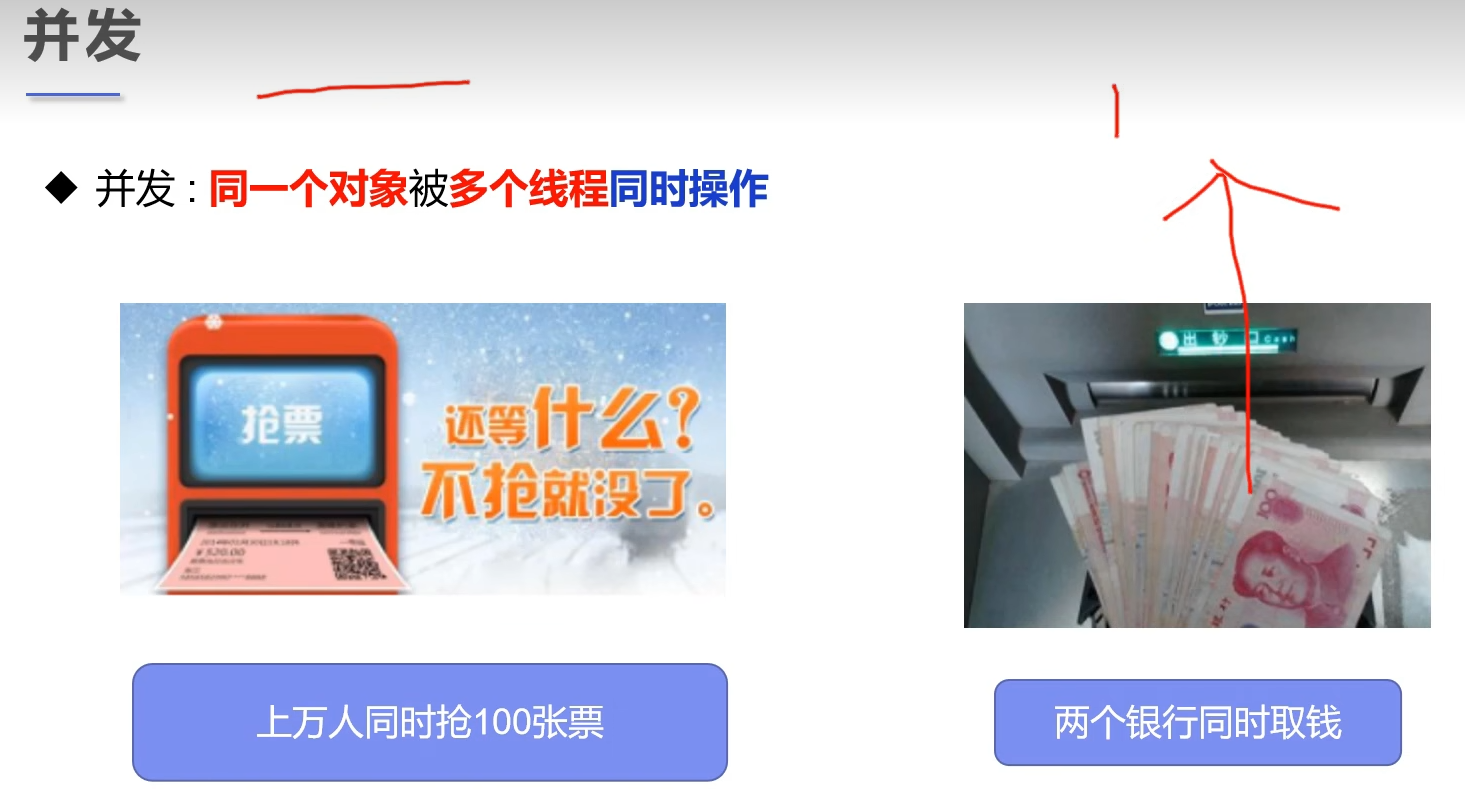 并发
并发 : 同一个对象被多个线程同时操作
抢票
还等什么?
不抢就没了。
¥520.00
出钞口 Cash
100
上万人同时抢100张票
两个银行同时取钱